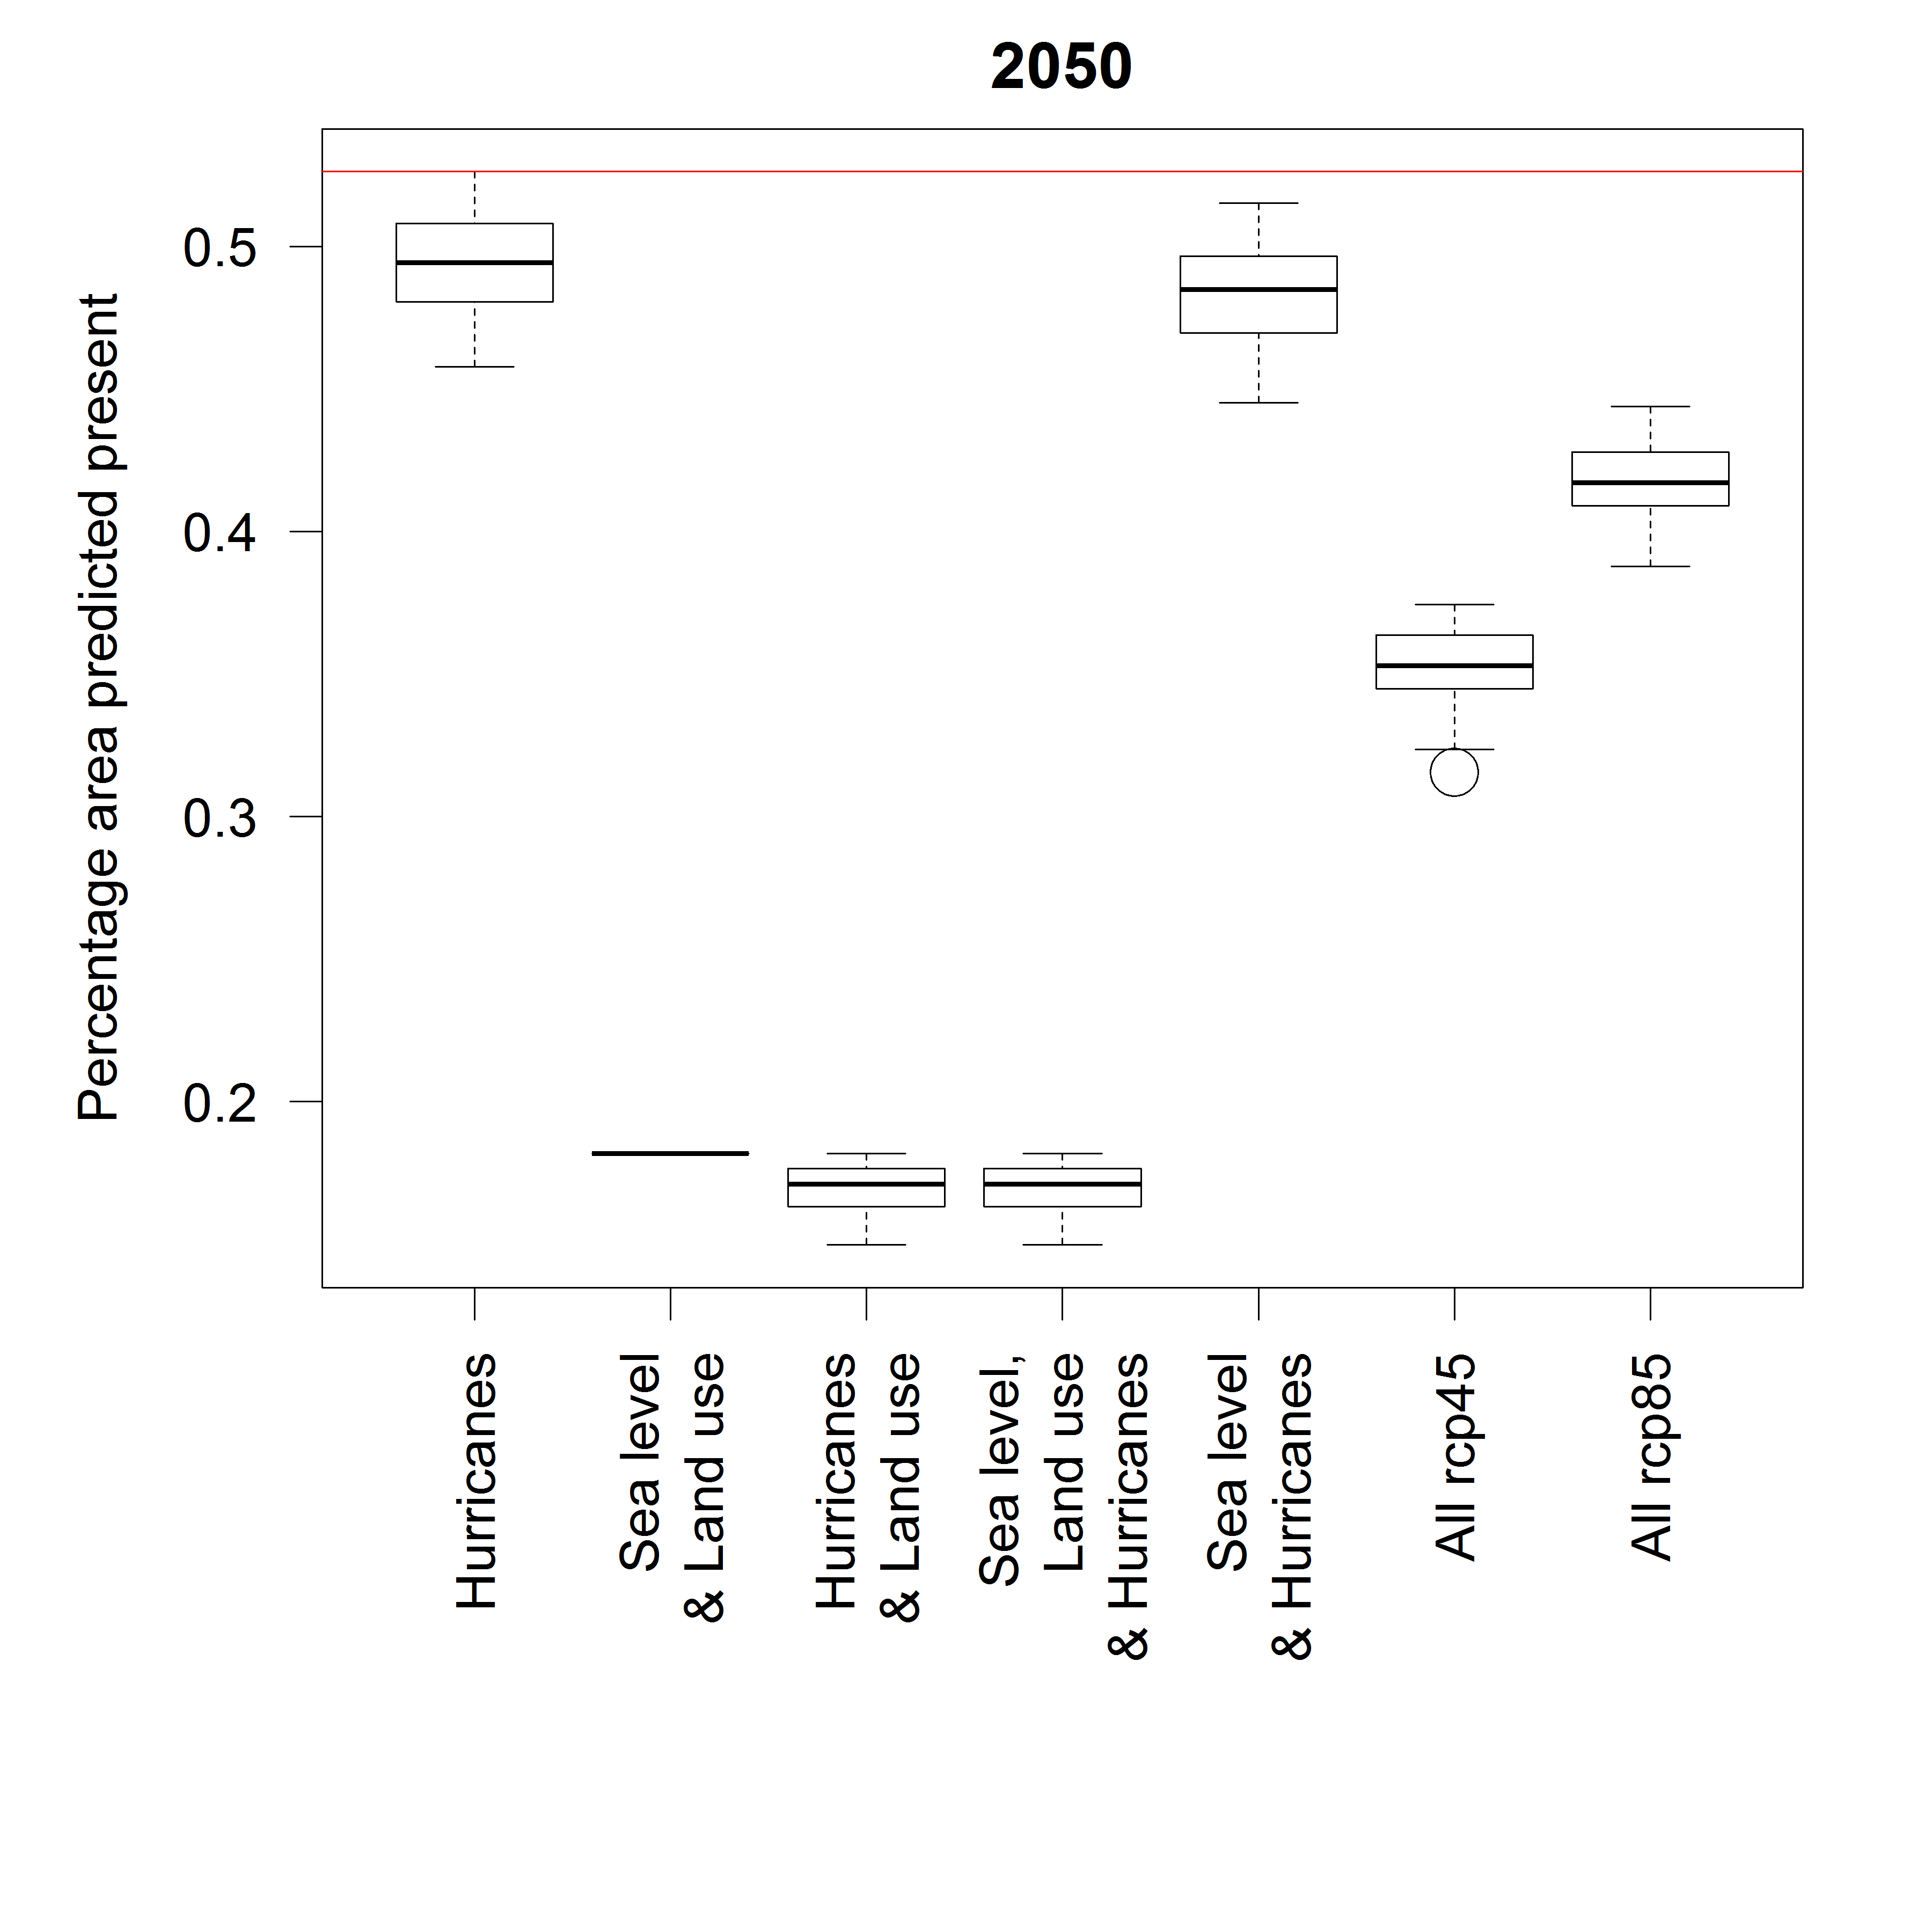 2050
Percentage area predicted present
0.5
0.4
0.3
0.2
Hurricanes
Sea level
& Land use
Hurricanes
& Land use
Sea level,
Land use
& Hurricanes
Sea level
& Hurricanes
All rcp45
All rcp85